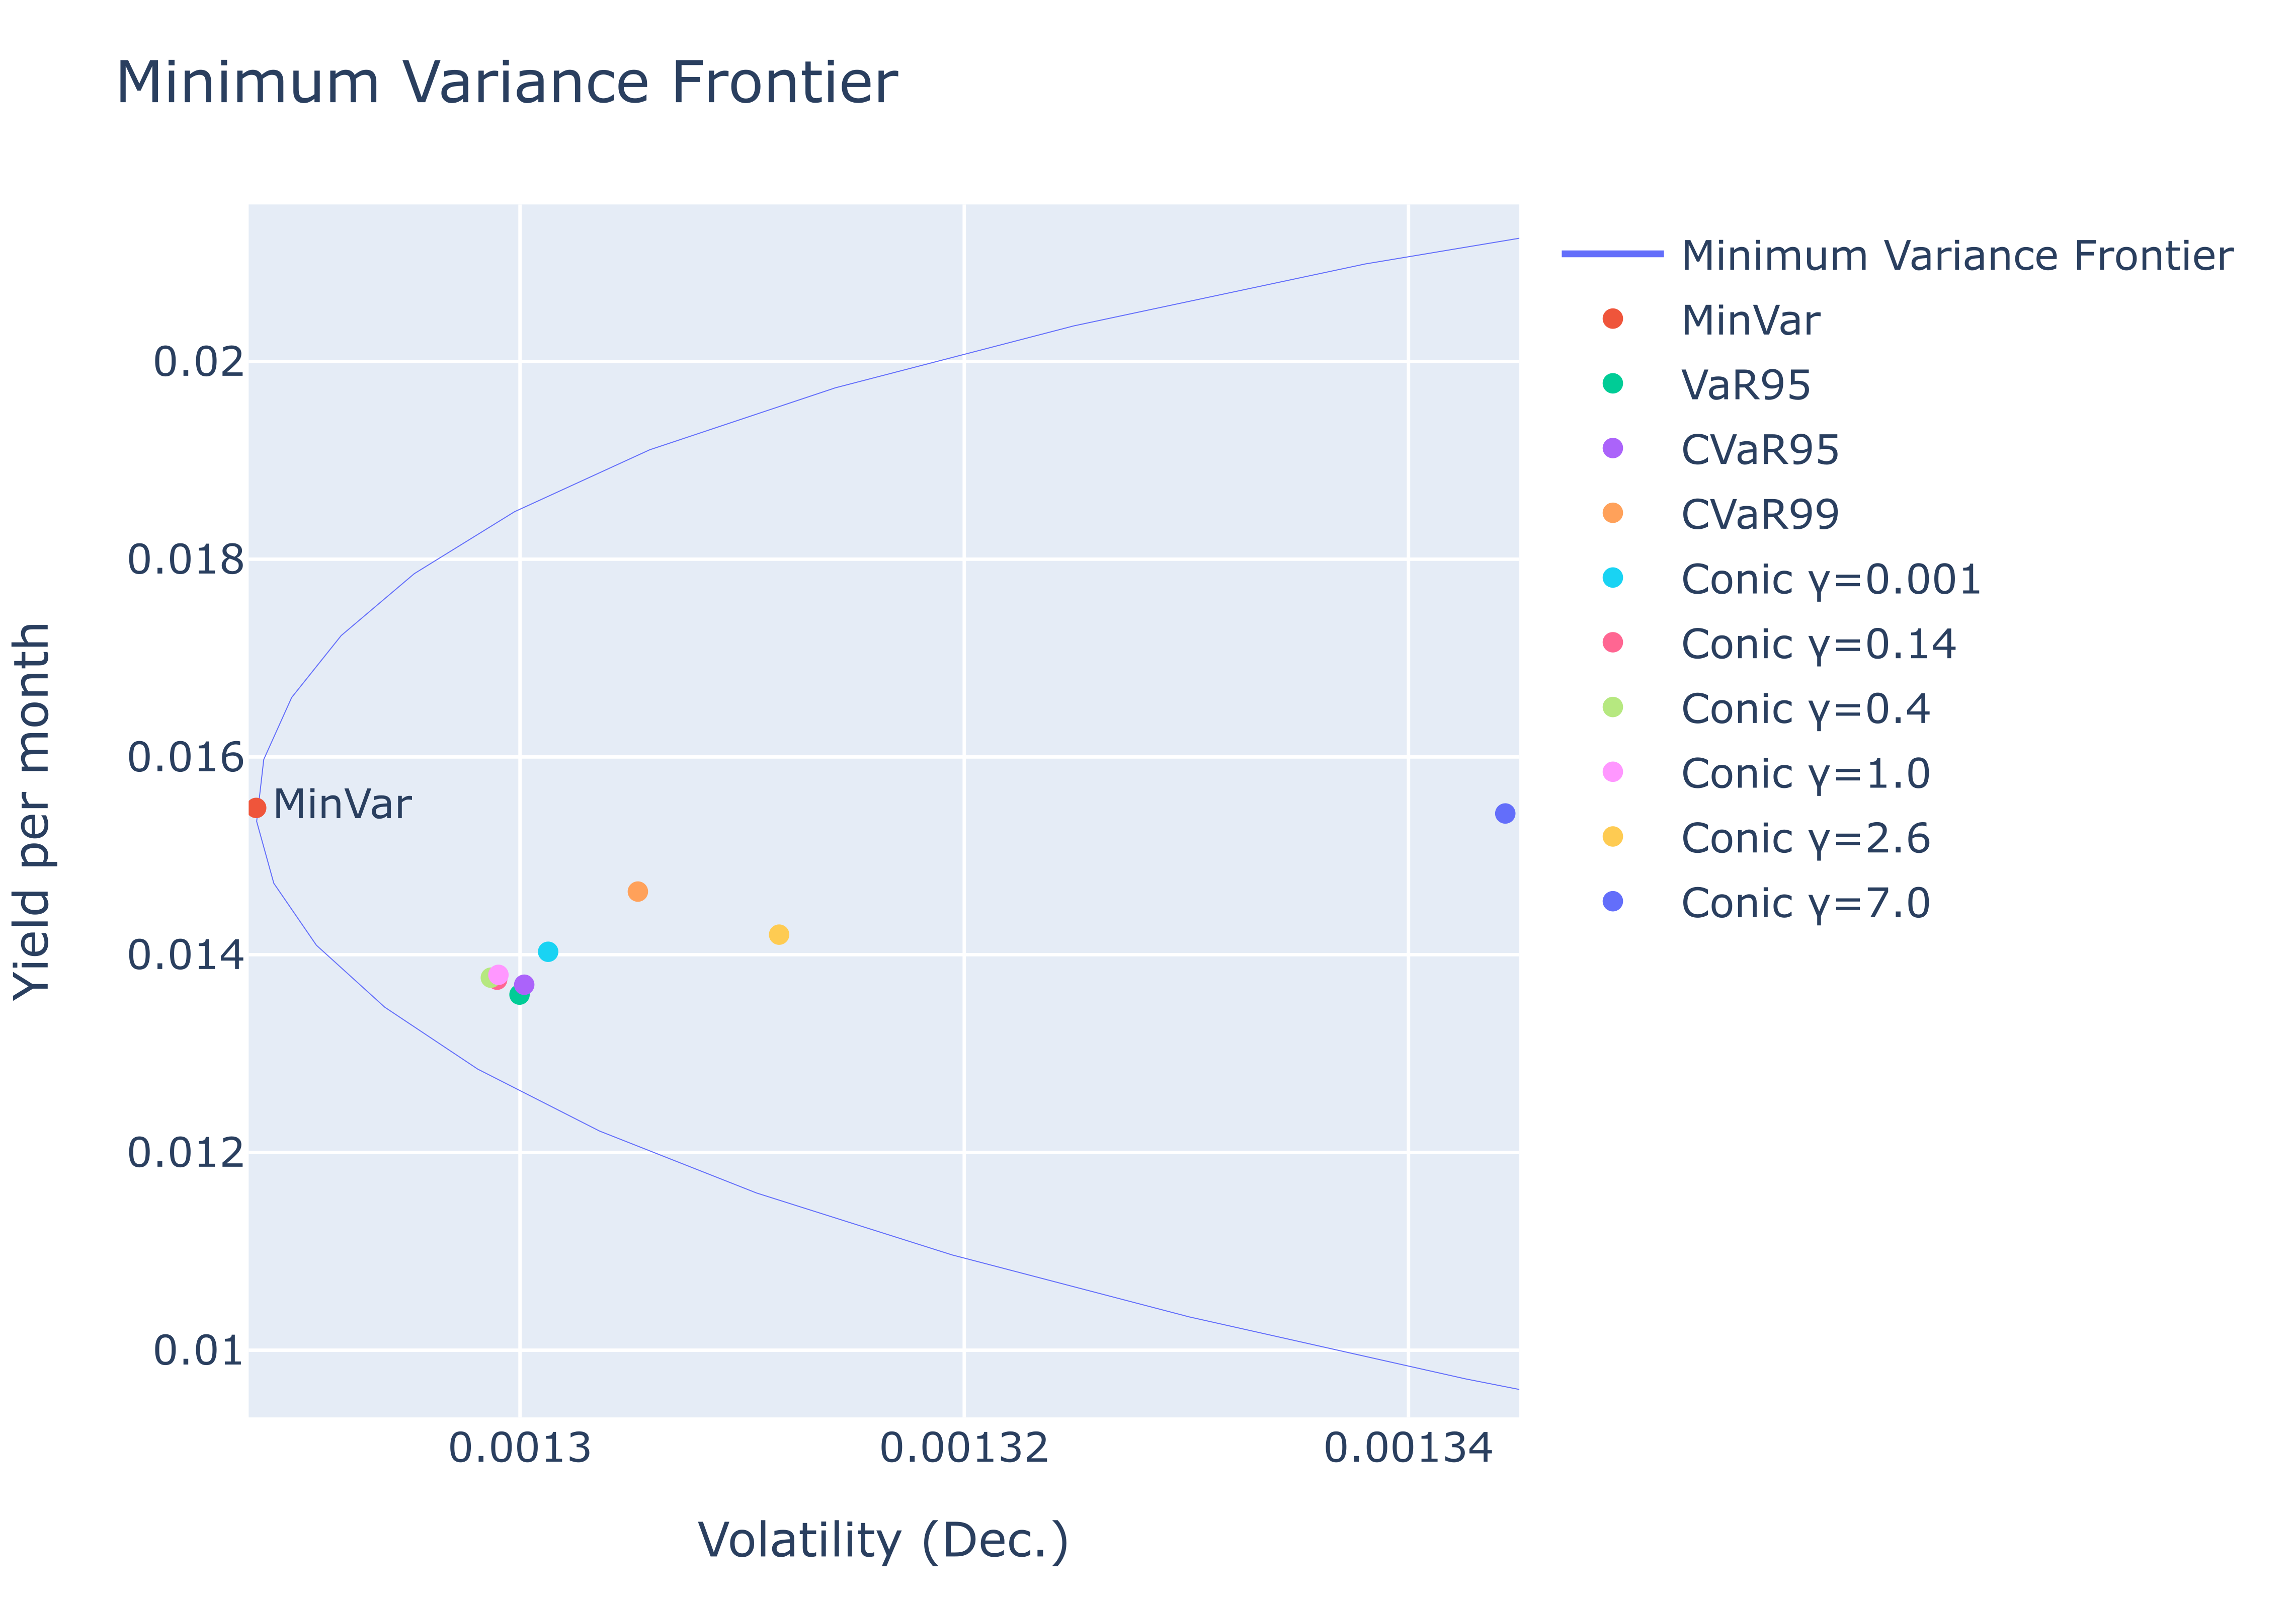 Minimum Variance Frontier
Minimum Variance Frontier
MinVar
VaR95
CVaR95
CVaR99
Conic γ=0.001
Conic γ=0.14
Conic γ=0.4
Conic γ=1.0
Conic γ=2.6
Conic γ=7.0
0.02
0.018
0.016
0.014
0.012
0.01
Yield per month
MinVar
0.0013
0.00132
0.00134
Volatility (Dec.)